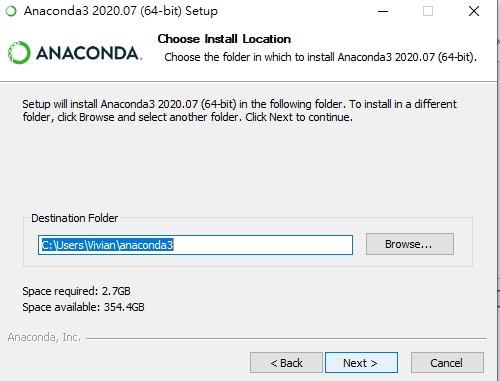 Anaconda3 2020.07 (64-bit) Setup
ANACONDA.
Choose Install Location
Choose the folder in which to install Anaconda3 2020.07 (64-bit).
Setup will install Anaconda3 2020.07 (64-bit) in the following folder. To install in a different
folder, click Browse and select another folder. Click Next to continue.
Destination Folder
C:\Users\Vivian\anaconda3
Browse...
Space required: 2.7GB
Space available: 354.4GB
Anaconda, Inc.
< Back
Next >
Cancel